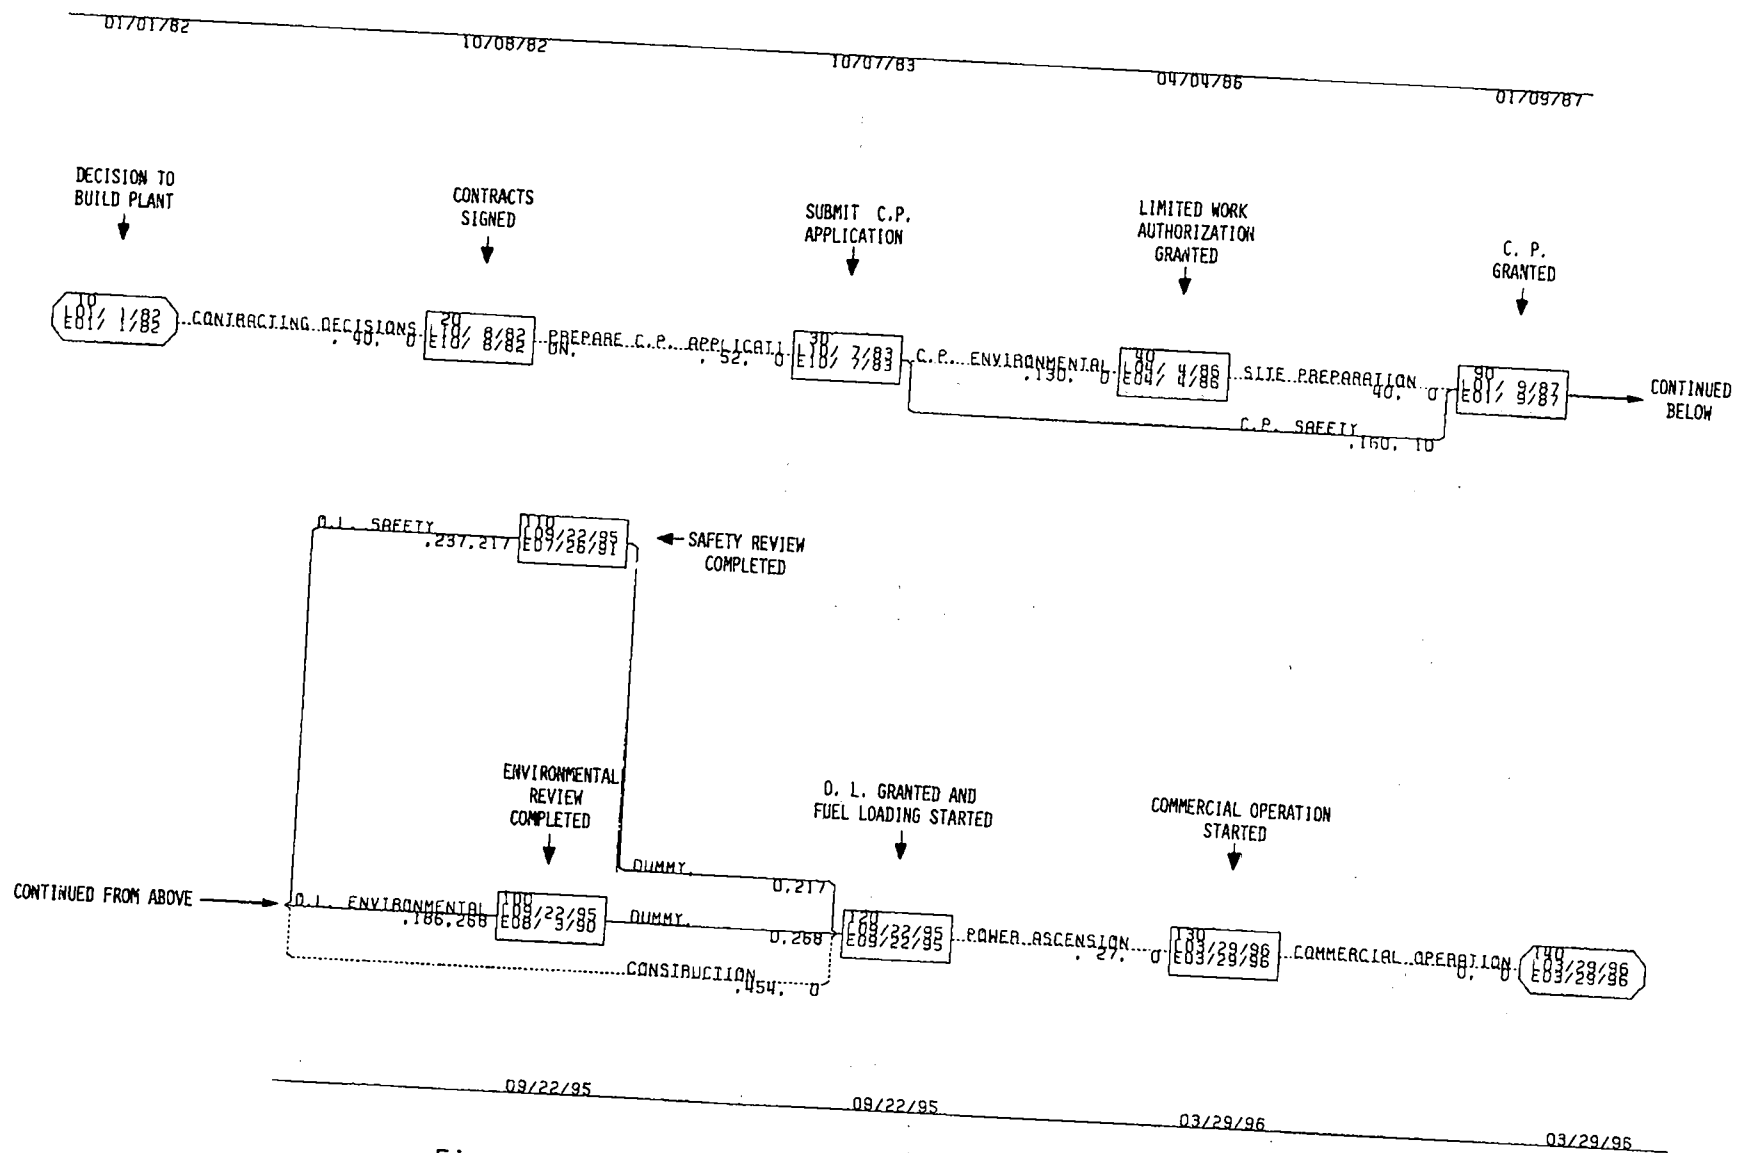 01/01/82
10/08/82
10/07/83
04/04/86
01/09/87
DECISION TO
BUILD PLANT
CONTRACTS
SIGNED
SUBMIT C.P.
APPLICATION
LIMITED WORK
AUTHORIZATION
GRANTED
C. P.
GRANTED
10
L01/ 1/82
E01/ 1/82
CONTRACTING DECISIONS
, 40, 0
20
L10/ 8/82
E10/ 8/82
PREPARE C.P. APPLICATI
ON,
, 52, 0
30
L10/ 7/83
E10/ 7/83
C.P. ENVIRONMENTAL
,130, 0
40
L04/ 4/86
E04/ 4/86
SITE PREPARATION
40, 0
90
L01/ 9/87
E01/ 9/87
CONTINUED
BELOW
C.P. SAFETY
,160, 10
O.L. SAFETY
,237,217
110
L09/22/95
E07/26/91
SAFETY REVIEW
COMPLETED
ENVIRONMENTAL
REVIEW
COMPLETED
O. L. GRANTED AND
FUEL LOADING STARTED
COMMERCIAL OPERATION
STARTED
DUMMY,
0,217
CONTINUED FROM ABOVE
O.L. ENVIRONMENTAL
,186,268
100
L09/22/95
E08/ 3/90
DUMMY,
0,268
120
L09/22/95
E09/22/95
POWER ASCENSION
, 27, 0
130
L03/29/96
E03/29/96
COMMERCIAL OPERATION
0, 0
140
L03/29/96
E03/29/96
CONSTRUCTION
,454, 0
09/22/95
09/22/95
03/29/96
03/29/96